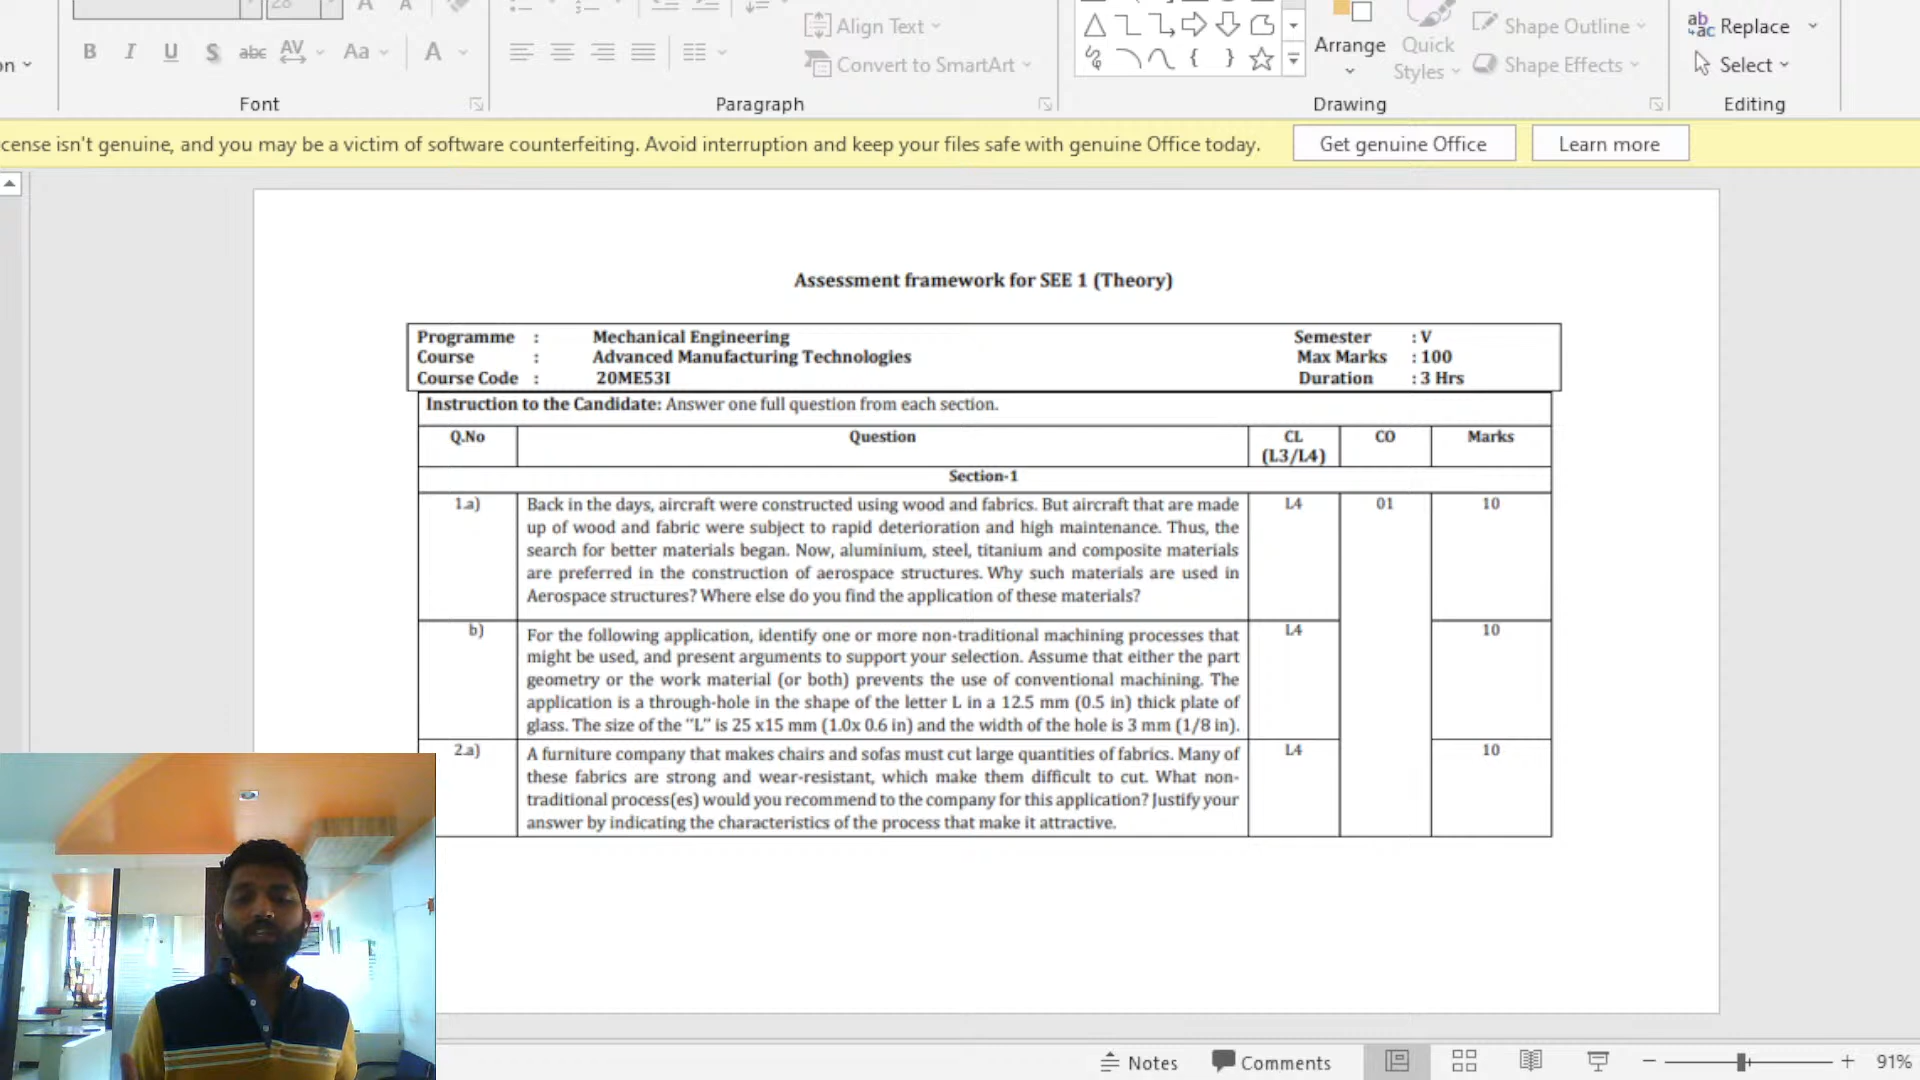 28 A A
B I U S abc AV Aa A
Align Text
Convert to SmartArt
Arrange
Quick
Styles
Shape Outline
Shape Effects
Replace
Select
on
Font
Paragraph
Drawing
Editing
cense isn't genuine, and you may be a victim of software counterfeiting. Avoid interruption and keep your files safe with genuine Office today.
Get genuine Office
Learn more
Assessment framework for SEE 1 (Theory)
Programme : Mechanical Engineering Semester : V
Course : Advanced Manufacturing Technologies Max Marks : 100
Course Code : 20ME53I Duration : 3 Hrs
Instruction to the Candidate: Answer one full question from each section.
Q.No Question CL CO Marks
(L3/L4)
Section-1
1.a) Back in the days, aircraft were constructed using wood and fabrics. But aircraft that are made L4 01 10
up of wood and fabric were subject to rapid deterioration and high maintenance. Thus, the
search for better materials began. Now, aluminium, steel, titanium and composite materials
are preferred in the construction of aerospace structures. Why such materials are used in
Aerospace structures? Where else do you find the application of these materials?
b) For the following application, identify one or more non-traditional machining processes that L4 10
might be used, and present arguments to support your selection. Assume that either the part
geometry or the work material (or both) prevents the use of conventional machining. The
application is a through-hole in the shape of the letter L in a 12.5 mm (0.5 in) thick plate of
glass. The size of the "L" is 25 x15 mm (1.0x 0.6 in) and the width of the hole is 3 mm (1/8 in).
2.a) A furniture company that makes chairs and sofas must cut large quantities of fabrics. Many of L4 10
these fabrics are strong and wear-resistant, which make them difficult to cut. What non-
traditional process(es) would you recommend to the company for this application? Justify your
answer by indicating the characteristics of the process that make it attractive.
Notes
Comments
91%